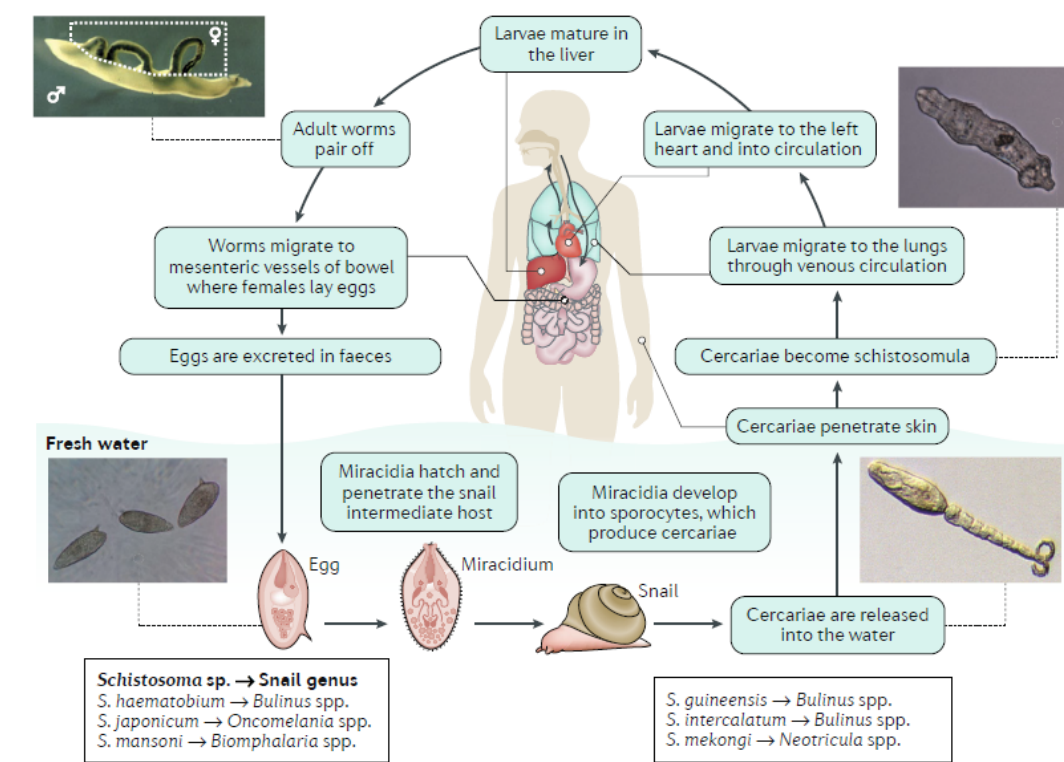 Larvae mature in
the liver
♀
♂
Adult worms
pair off
Larvae migrate to the left
heart and into circulation
Worms migrate to
mesenteric vessels of bowel
where females lay eggs
Larvae migrate to the lungs
through venous circulation
Eggs are excreted in faeces
Cercariae become schistosomula
Cercariae penetrate skin
Fresh water
Miracidia hatch and
penetrate the snail
intermediate host
Miracidia develop
into sporocytes, which
produce cercariae
Egg
Miracidium
Snail
Cercariae are released
into the water
Schistosoma sp. → Snail genus
S. haematobium → Bulinus spp.
S. japonicum → Oncomelania spp.
S. mansoni → Biomphalaria spp.
S. guineensis → Bulinus spp.
S. intercalatum → Bulinus spp.
S. mekongi → Neotricula spp.